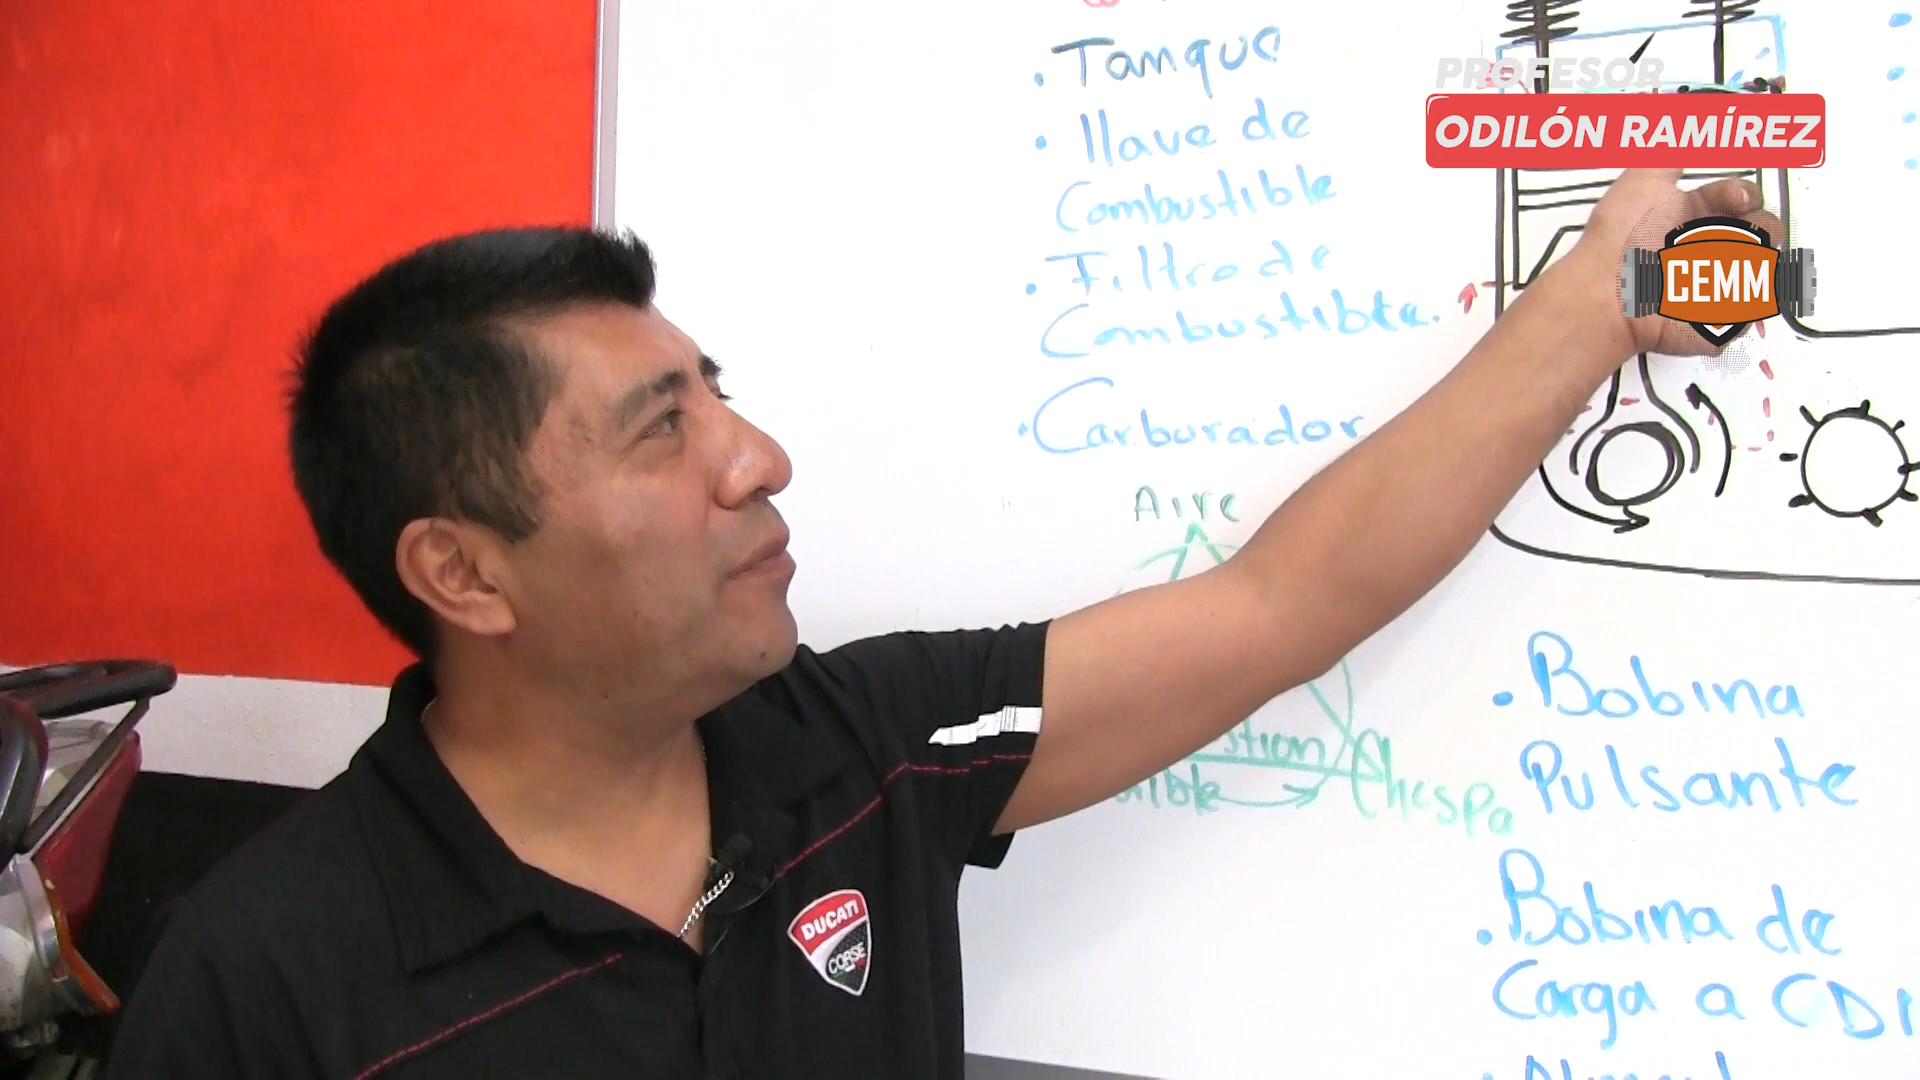 • Tanque
• llave de
Combustible
• Filtro de
Combustible.
• Carburador
Aire
Chispa
• Bobina
Pulsante
• Bobina de
Carga a CDI
PROFESOR
ODILÓN RAMÍREZ
CEMM
DUCATI
CORSE